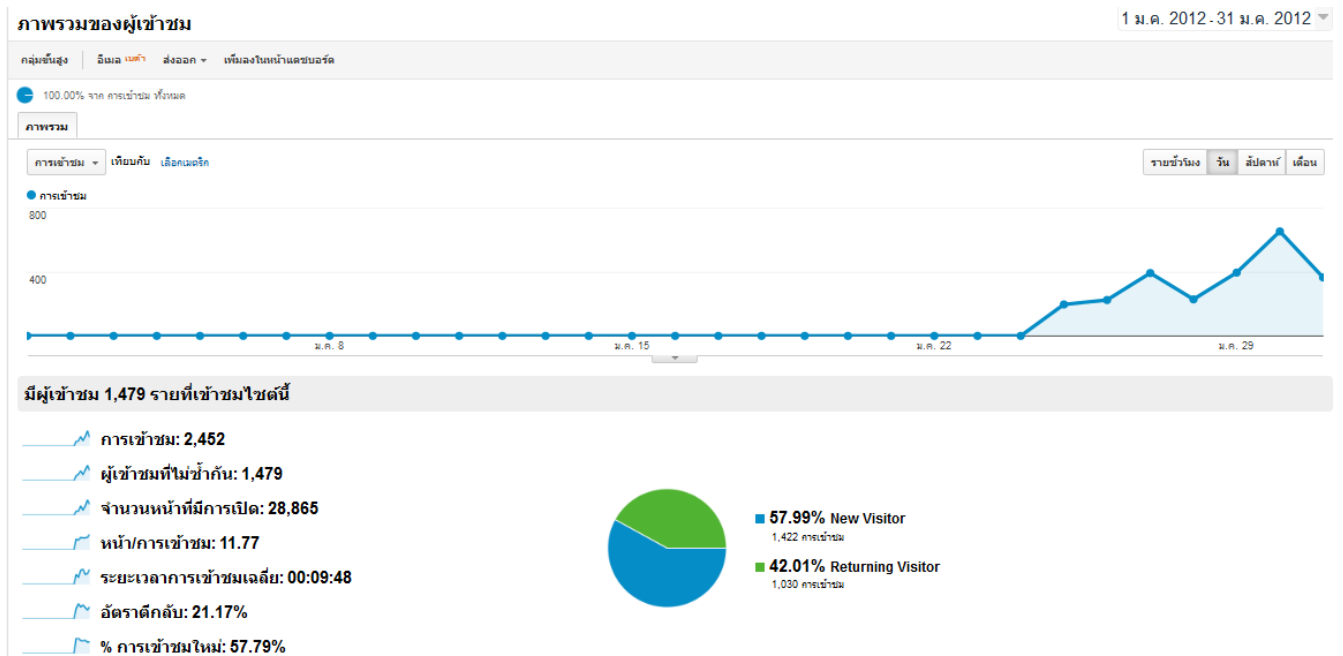 ภาพรวมของผู้เข้าชม
1 ม.ค. 2012 - 31 ม.ค. 2012
กลุ่มขั้นสูง อีเมล เบต้า ส่งออก เพิ่มลงในหน้าแดชบอร์ด
100.00% จาก การเข้าชม ทั้งหมด
ภาพรวม
การเข้าชม เทียบกับ เลือกเมตริก
รายชั่วโมง วัน สัปดาห์ เดือน
การเข้าชม
800
400
ม.ค. 8 ม.ค. 15 ม.ค. 22 ม.ค. 29
มีผู้เข้าชม 1,479 รายที่เข้าชมไซต์นี้
การเข้าชม: 2,452
ผู้เข้าชมที่ไม่ซ้ำกัน: 1,479
จำนวนหน้าที่มีการเปิด: 28,865
หน้า/การเข้าชม: 11.77
ระยะเวลาการเข้าชมเฉลี่ย: 00:09:48
อัตราตีกลับ: 21.17%
% การเข้าชมใหม่: 57.79%
57.99% New Visitor
1,422 การเข้าชม
42.01% Returning Visitor
1,030 การเข้าชม